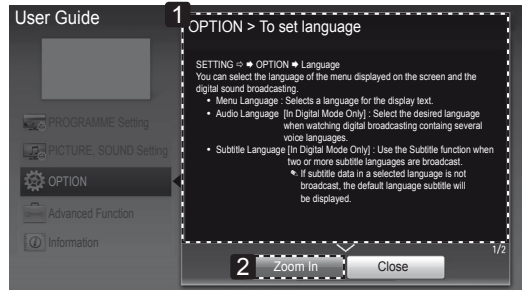 User Guide
PROGRAMME Setting
PICTURE, SOUND Setting
OPTION
Advanced Function
Information
1
OPTION > To set language
SETTING ⇨ ➡ OPTION ➡ Language
You can select the language of the menu displayed on the screen and the
digital sound broadcasting.
• Menu Language : Selects a language for the display text.
• Audio Language [In Digital Mode Only] : Select the desired language
when watching digital broadcasting containg several
voice languages.
• Subtitle Language [In Digital Mode Only] : Use the Subtitle function when
two or more subtitle languages are broadcast.
If subtitle data in a selected language is not
broadcast, the default language subtitle will
be displayed.
1/2
2 Zoom In
Close